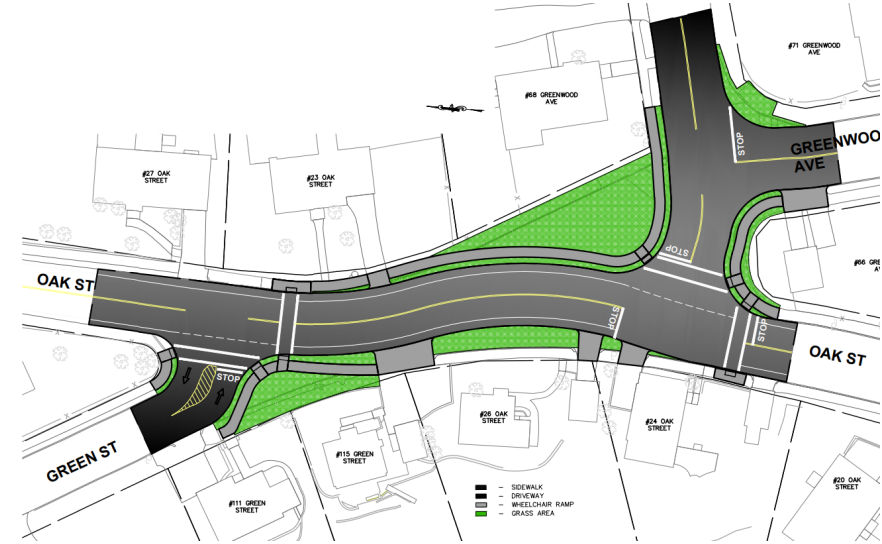 #71 GREENWOOD
AVE
#68 GREENWOOD
AVE
STOP
GREENWOO
AVE
#27 OAK
STREET
#23 OAK
STREET
STOP
#66 GRE
AV
OAK ST
STOP
STOP
OAK ST
STOP
#26 OAK
STREET
#24 OAK
STREET
GREEN ST
#115 GREEN
STREET
#111 GREEN
STREET
#20 OAK
STREET
- SIDEWALK
- DRIVEWAY
- WHEELCHAIR RAMP
- GRASS AREA